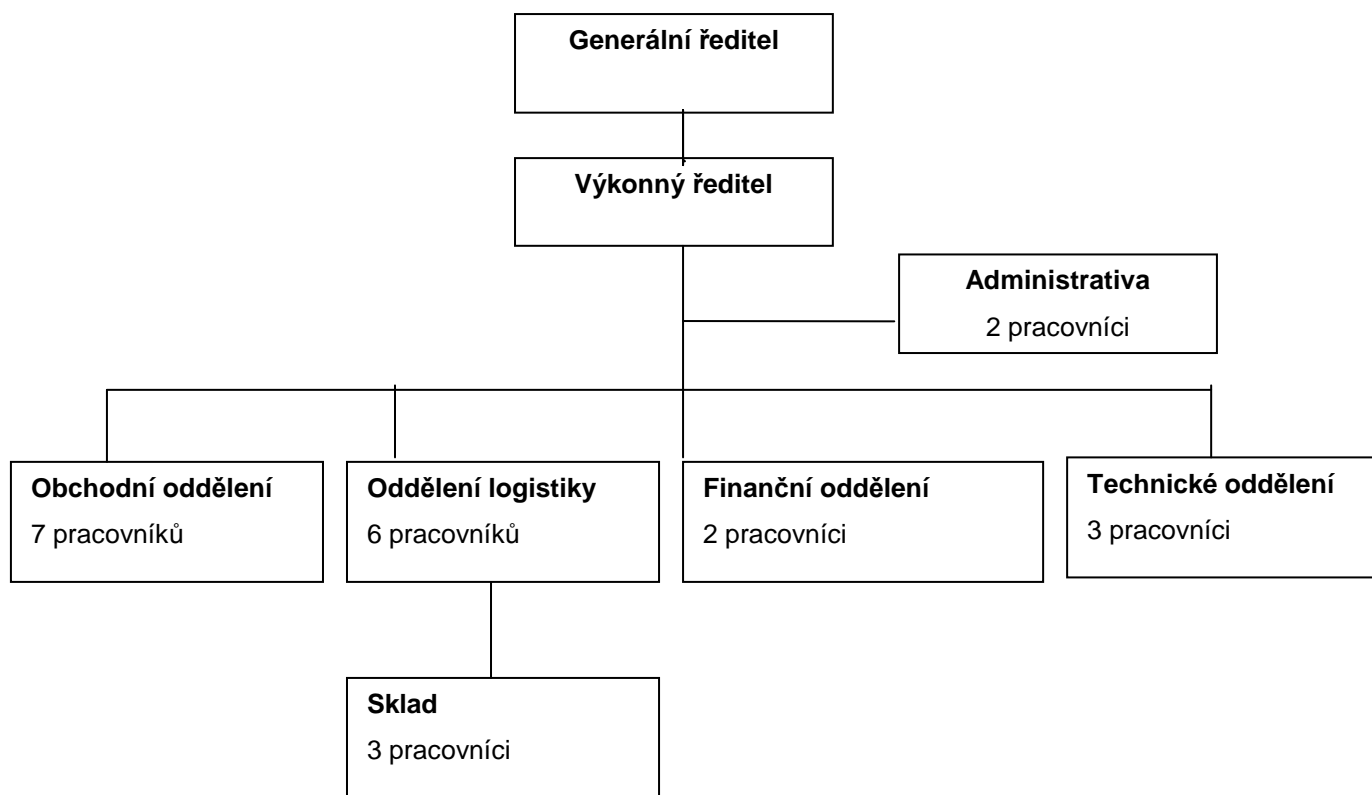 Generální ředitel
Výkonný ředitel
Administrativa
2 pracovníci
Obchodní oddělení
7 pracovníků
Oddělení logistiky
6 pracovníků
Finanční oddělení
2 pracovníci
Technické oddělení
3 pracovníci
Sklad
3 pracovníci